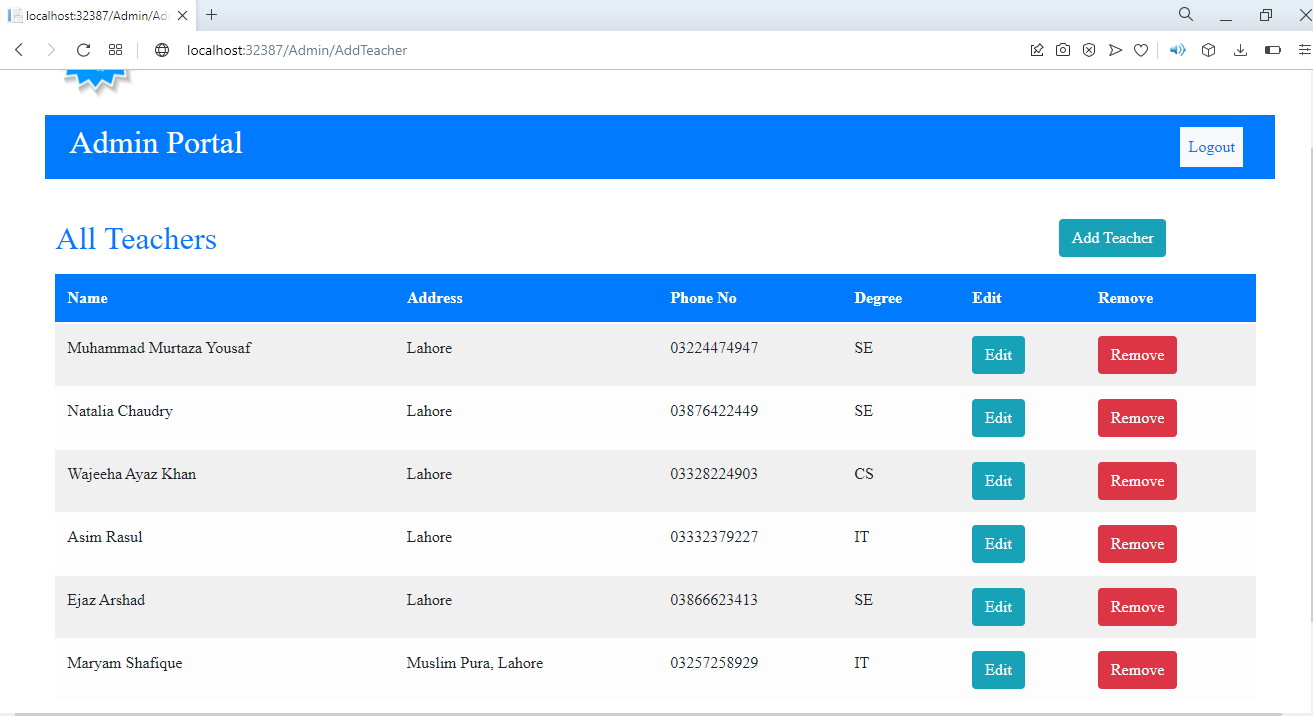 localhost:32387/Admin/Ad
localhost:32387/Admin/AddTeacher
Admin Portal
Logout
All Teachers
Add Teacher
Name Address Phone No Degree Edit Remove
Muhammad Murtaza Yousaf Lahore 03224474947 SE Edit Remove
Natalia Chaudry Lahore 03876422449 SE Edit Remove
Wajeeha Ayaz Khan Lahore 03328224903 CS Edit Remove
Asim Rasul Lahore 03332379227 IT Edit Remove
Ejaz Arshad Lahore 03866623413 SE Edit Remove
Maryam Shafique Muslim Pura, Lahore 03257258929 IT Edit Remove